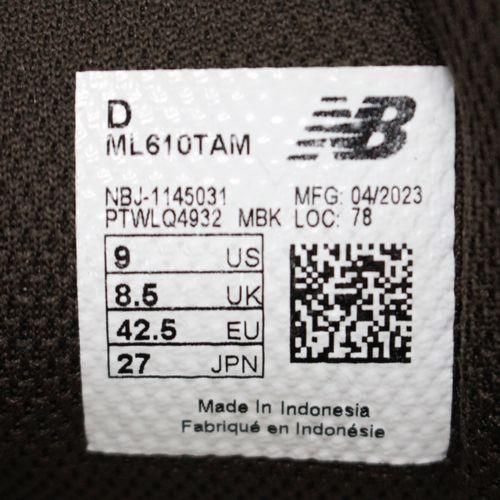 D
ML610TAM
NB
NBJ-1145031 MFG: 04/2023
PTWLQ4932 MBK LOC: 78
9 US
8.5 UK
42.5 EU
27 JPN
Made In Indonesia
Fabriqué en Indonésie